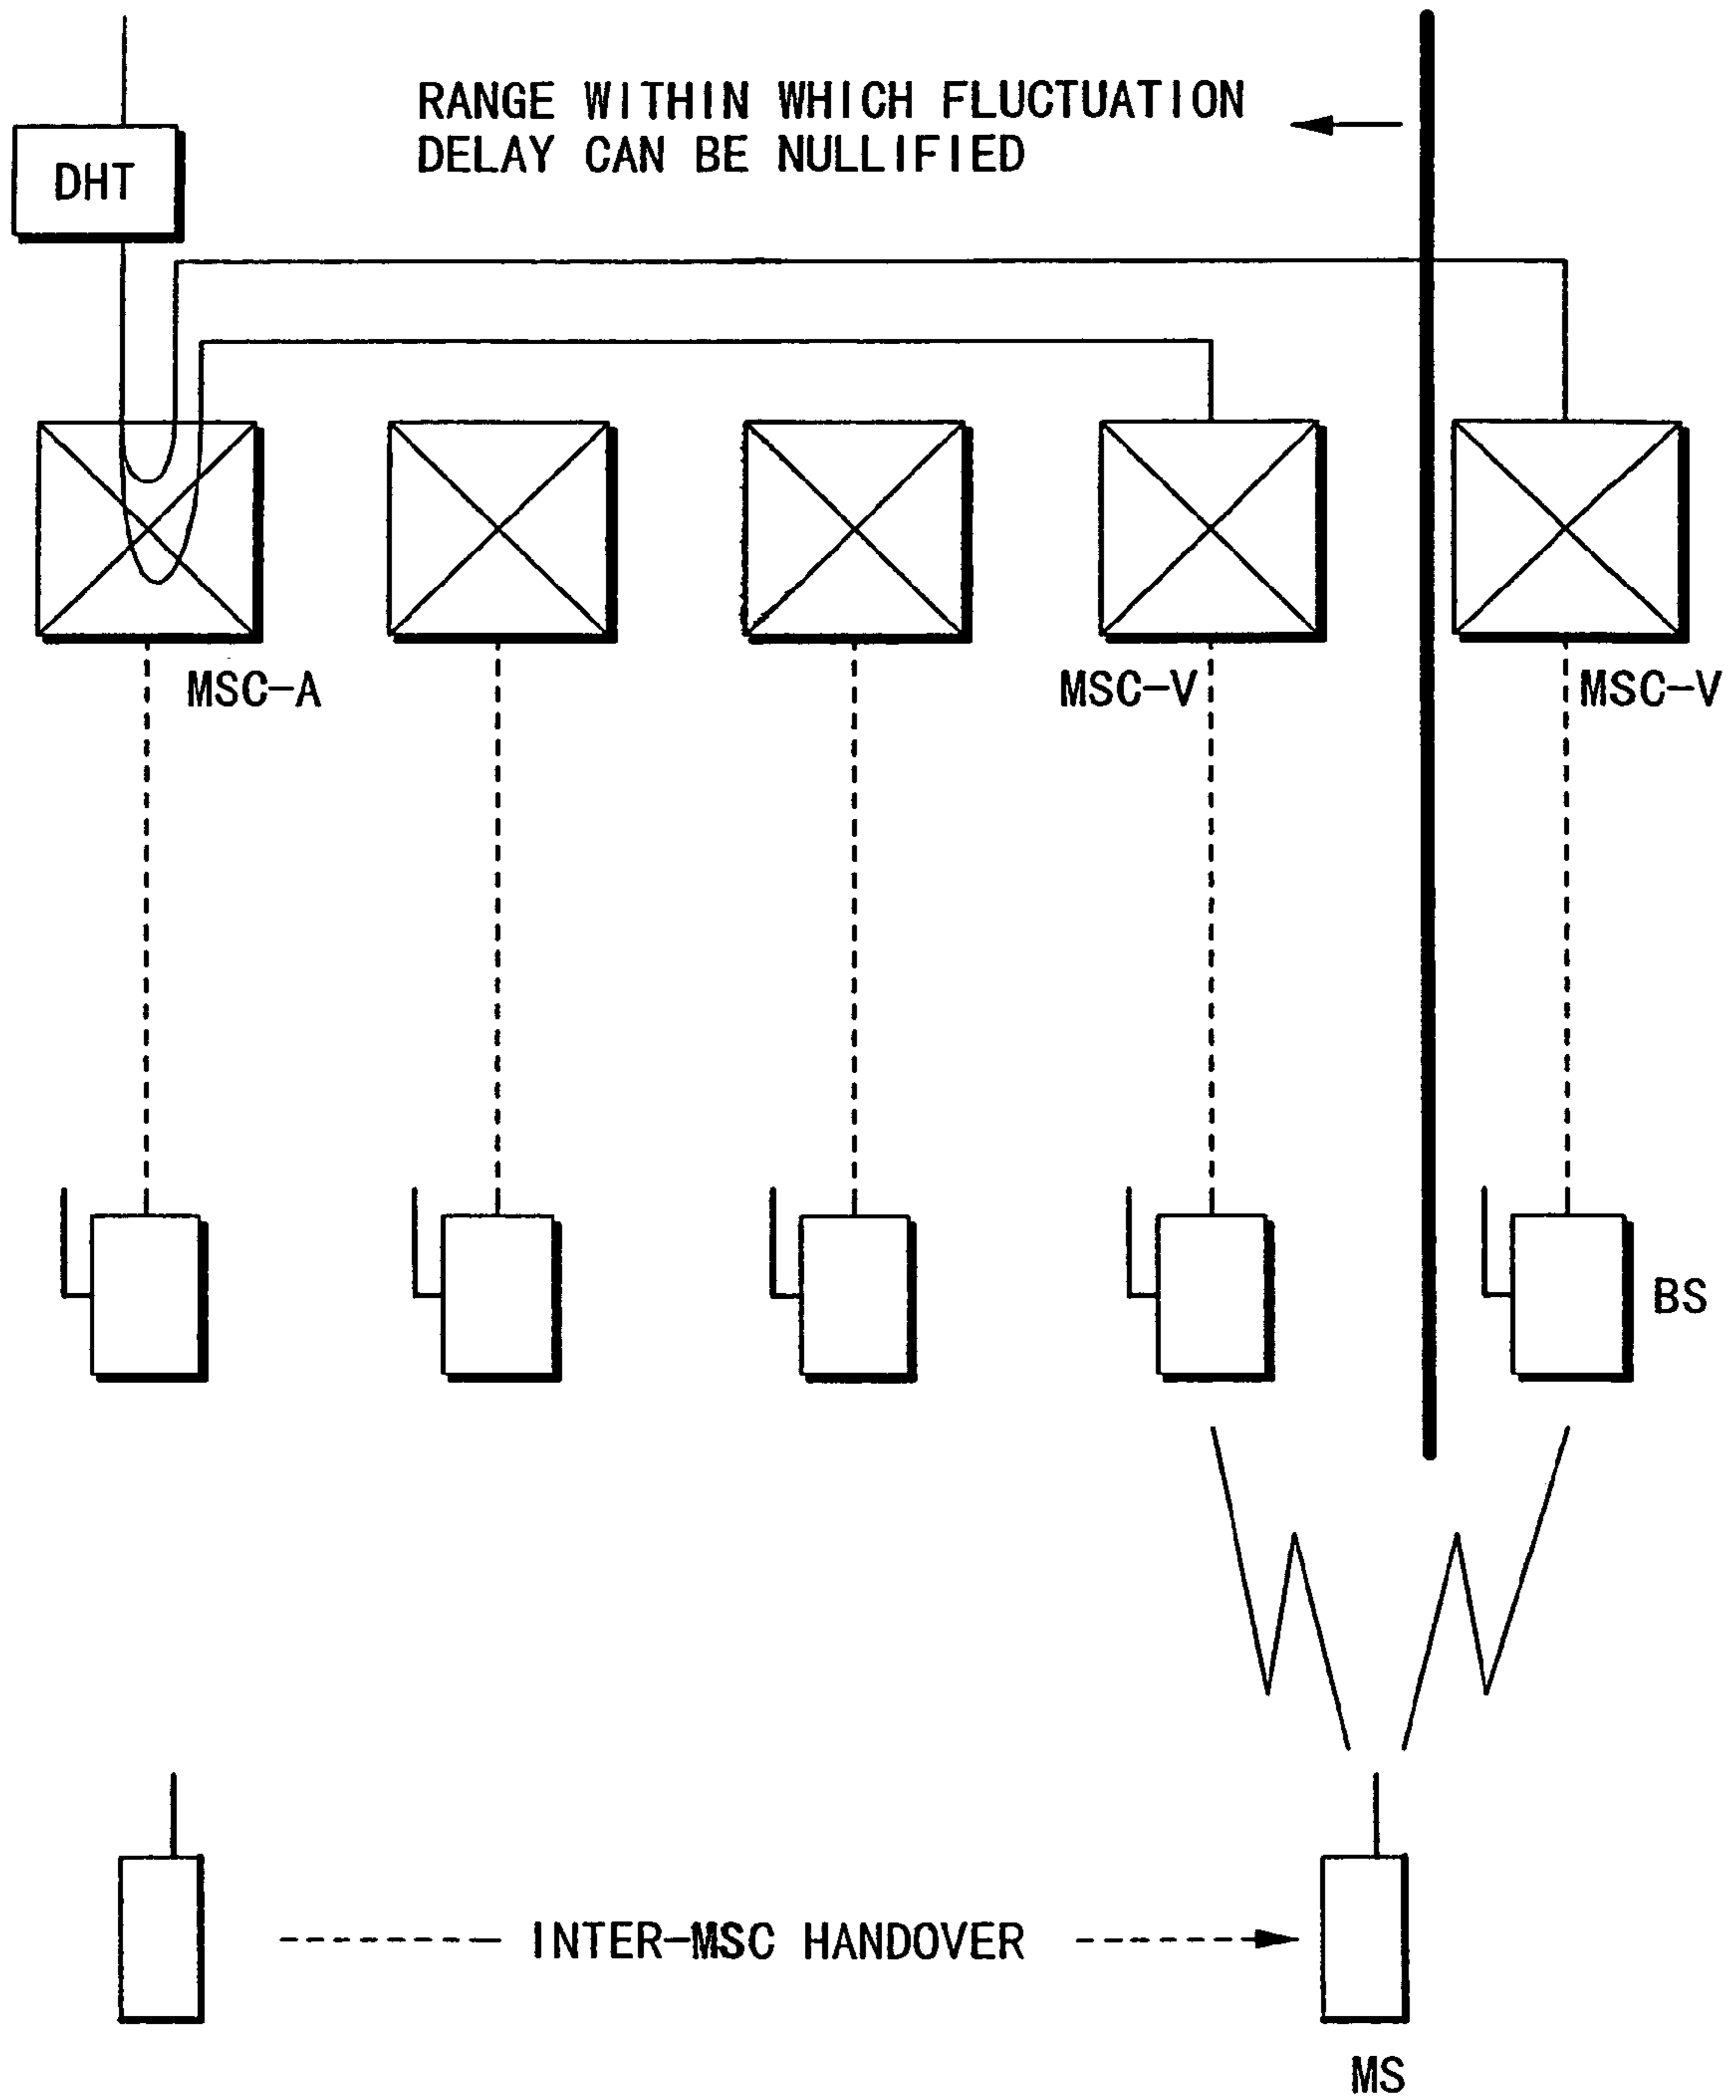 RANGE WITHIN WHICH FLUCTUATION
DELAY CAN BE NULLIFIED
DHT
MSC-A
MSC-V
MSC-V
BS
INTER-MSC HANDOVER
MS